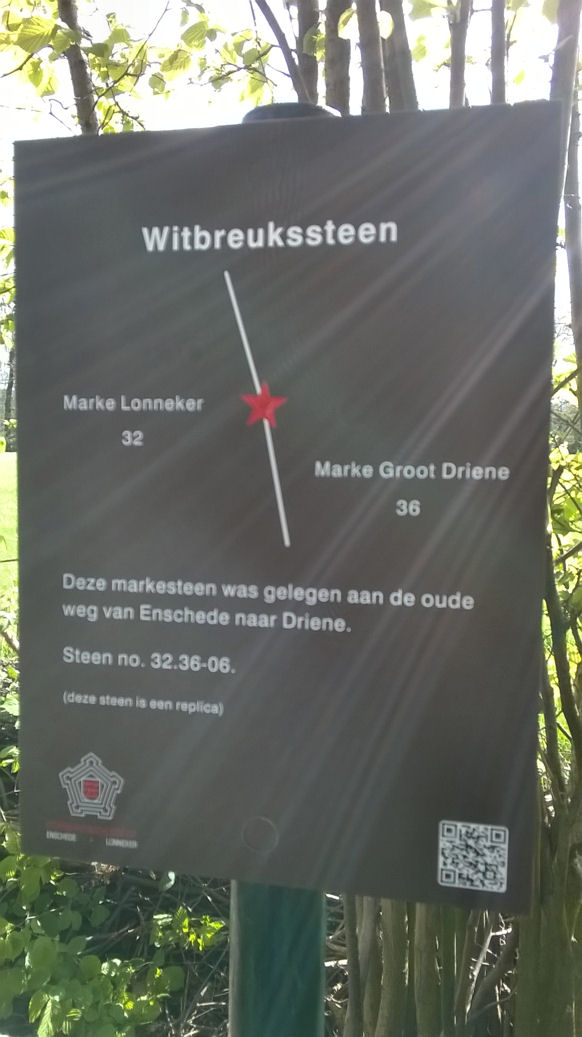 Witbreukssteen
Marke Lonneker
32
Marke Groot Driene
36
Deze markesteen was gelegen aan de oude
weg van Enschede naar Driene.
Steen no. 32.36-06.
(deze steen is een replica)
ENSCHEDE - LONNEKER